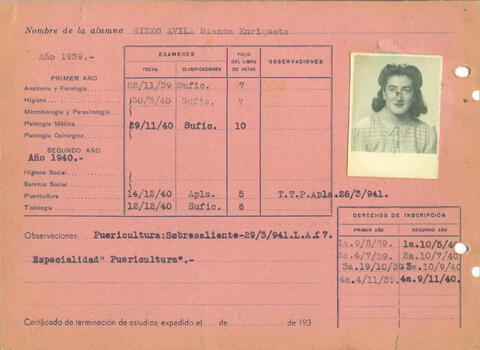 Nombre de la alumna RIZZO AVILA Blanca Enriqueta
Año 1939.-
EXAMENES
FECHA CLASIFICACIONES
FOLIO DEL LIBRO DE ACTAS
OBSERVACIONES
PRIMER AÑO
Anatomía y Fisiología 22/11/39 Sufic. 7
Higiene 30/3/40 Sufic. 7
Microbiología y Parasitología
Patología Médica 29/11/40 Sufic. 10
Patología Quirúrgica
SEGUNDO AÑO
Año 1940.-
Higiene Social
Servicio Social
Puericultura 14/12/40 Apla. 5 T.T.P.Apla.26/3/941.
Tisiología 12/12/40 Sufic. 6
DERECHOS DE INSCRIPCIÓN
PRIMER AÑO SEGUNDO AÑO
1a.9/5/39. 1a.10/5/40
2a.4/7/39. 2a.10/7/40
3a.19/10/39 3a.10/9/40
4a.4/11/39. 4a.9/11/40.
Observaciones. Puericultura:Sobresaliente-29/3/941.L.A.f 7.
Especialidad" Puericultura".-
Certificado de terminación de estudios expedido el de de 193